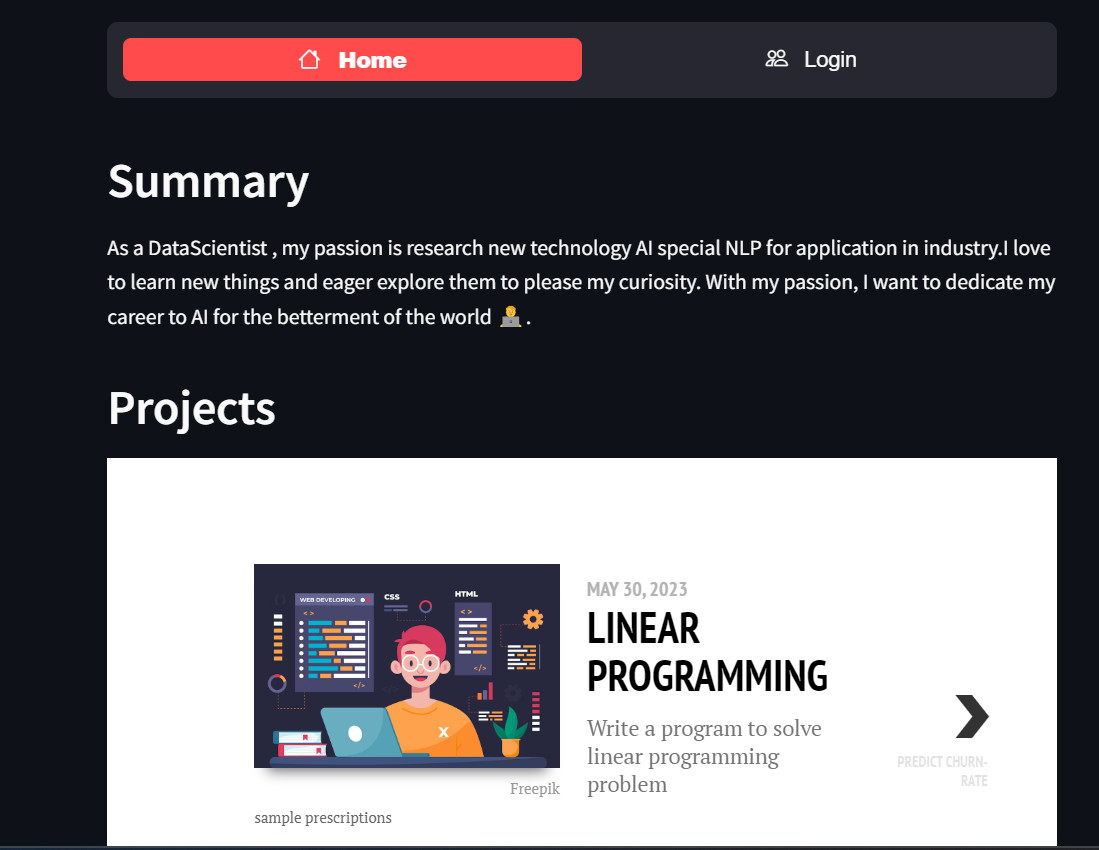 Home
Login
Summary
As a DataScientist , my passion is research new technology AI special NLP for application in industry.I love
to learn new things and eager explore them to please my curiosity. With my passion, I want to dedicate my
career to AI for the betterment of the world 🧑‍💻 .
Projects
WEB DEVELOPING
CSS
HTML
< >
< >
</>
</>
X
Freepik
sample prescriptions
MAY 30, 2023
LINEAR
PROGRAMMING
Write a program to solve
linear programming
problem
PREDICT CHURN-
RATE